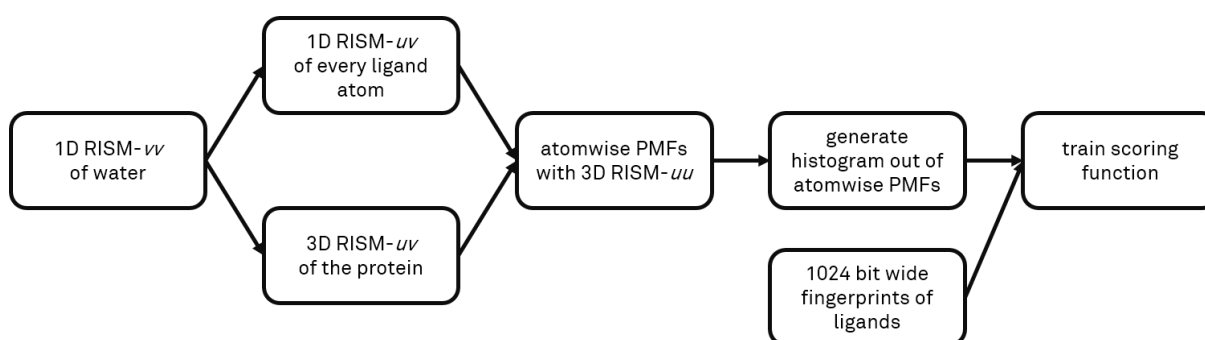 1D RISM-vv
of water
1D RISM-uv
of every ligand
atom
3D RISM-uv
of the protein
atomwise PMFs
with 3D RISM-uu
generate
histogram out of
atomwise PMFs
1024 bit wide
fingerprints of
ligands
train scoring
function